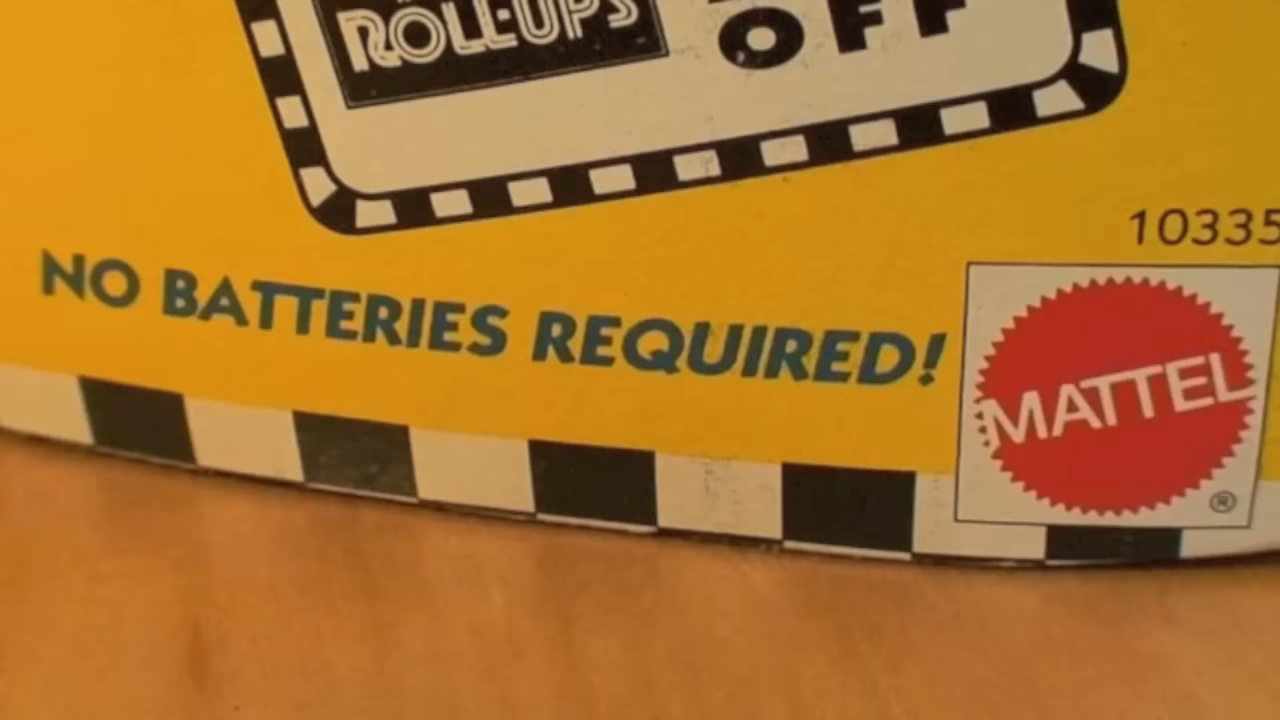 ROLL-UPS
OFF
10335
NO BATTERIES REQUIRED!
MATTEL
®